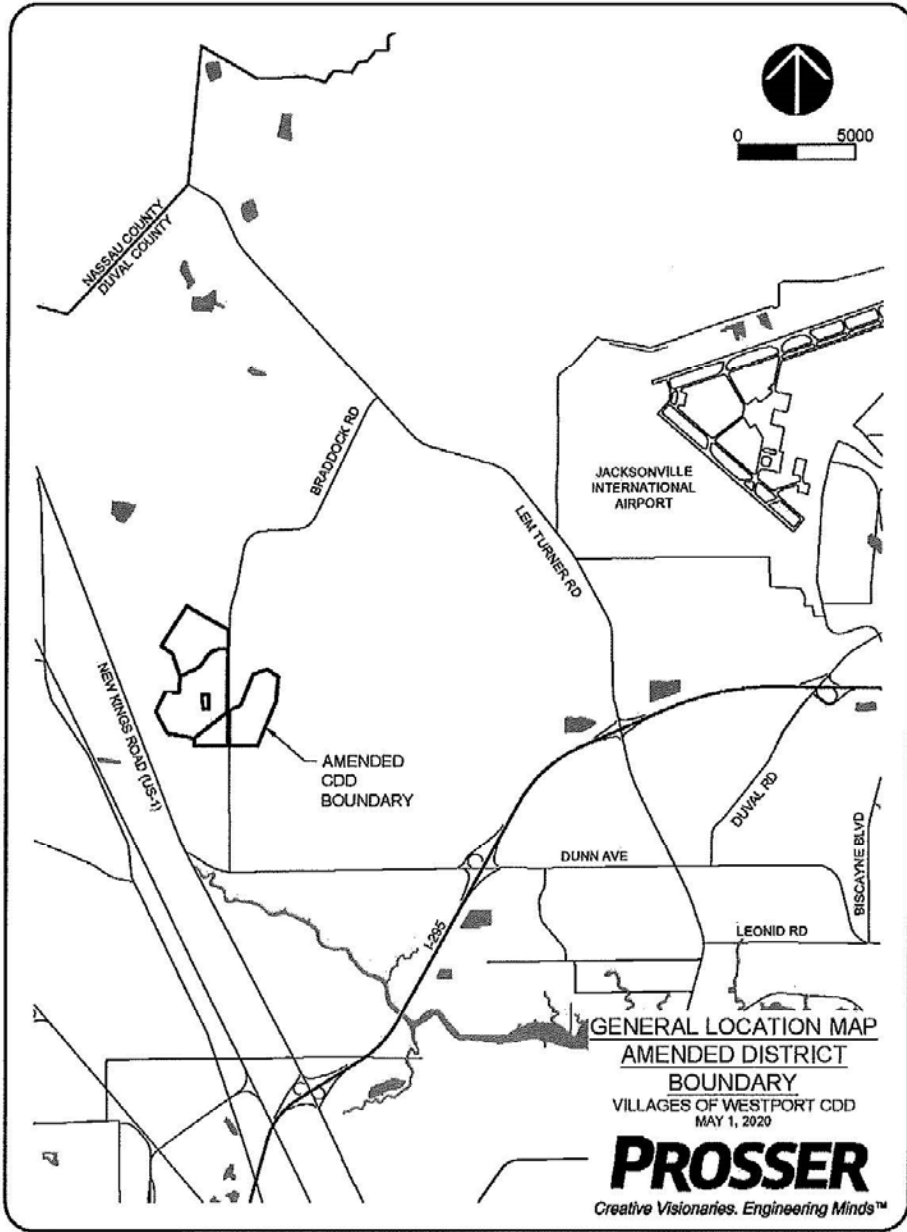 0 5000
NASSAU COUNTY
DUVAL COUNTY
BRADDOCK RD
JACKSONVILLE
INTERNATIONAL
AIRPORT
LEM TURNER RD
NEW KINGS ROAD (US-1)
AMENDED
CDD
BOUNDARY
DUVAL RD
BISCAYNE BLVD
DUNN AVE
I-295
LEONID RD
GENERAL LOCATION MAP
AMENDED DISTRICT
BOUNDARY
VILLAGES OF WESTPORT CDD
MAY 1, 2020
PROSSER
Creative Visionaries. Engineering Minds™